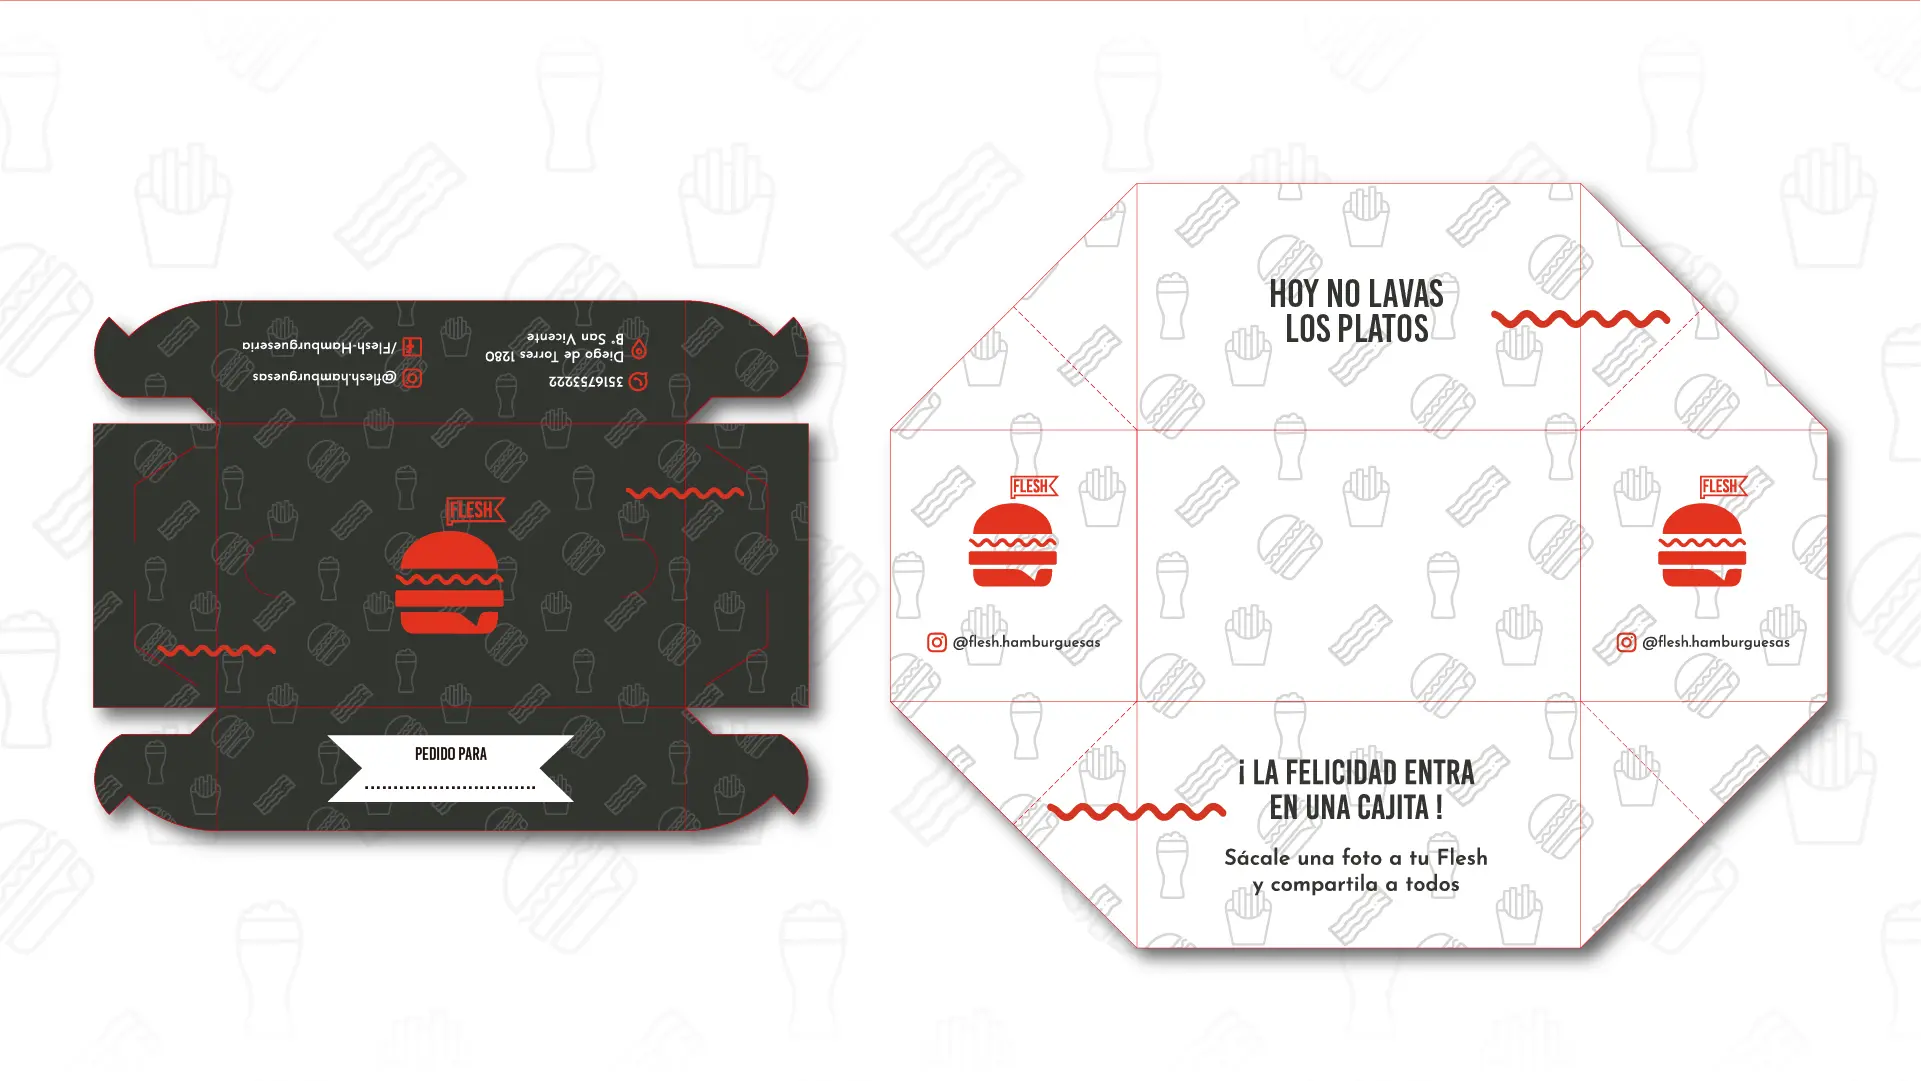 3516753222
Diego de Torres 1280
B° San Vicente
@flesh.hamburguesas
/Flesh-Hamburgueseria
FLESH
PEDIDO PARA
HOY NO LAVAS
LOS PLATOS
FLESH
@flesh.hamburguesas
FLESH
@flesh.hamburguesas
¡ LA FELICIDAD ENTRA
EN UNA CAJITA !
Sácale una foto a tu Flesh
y compartila a todos